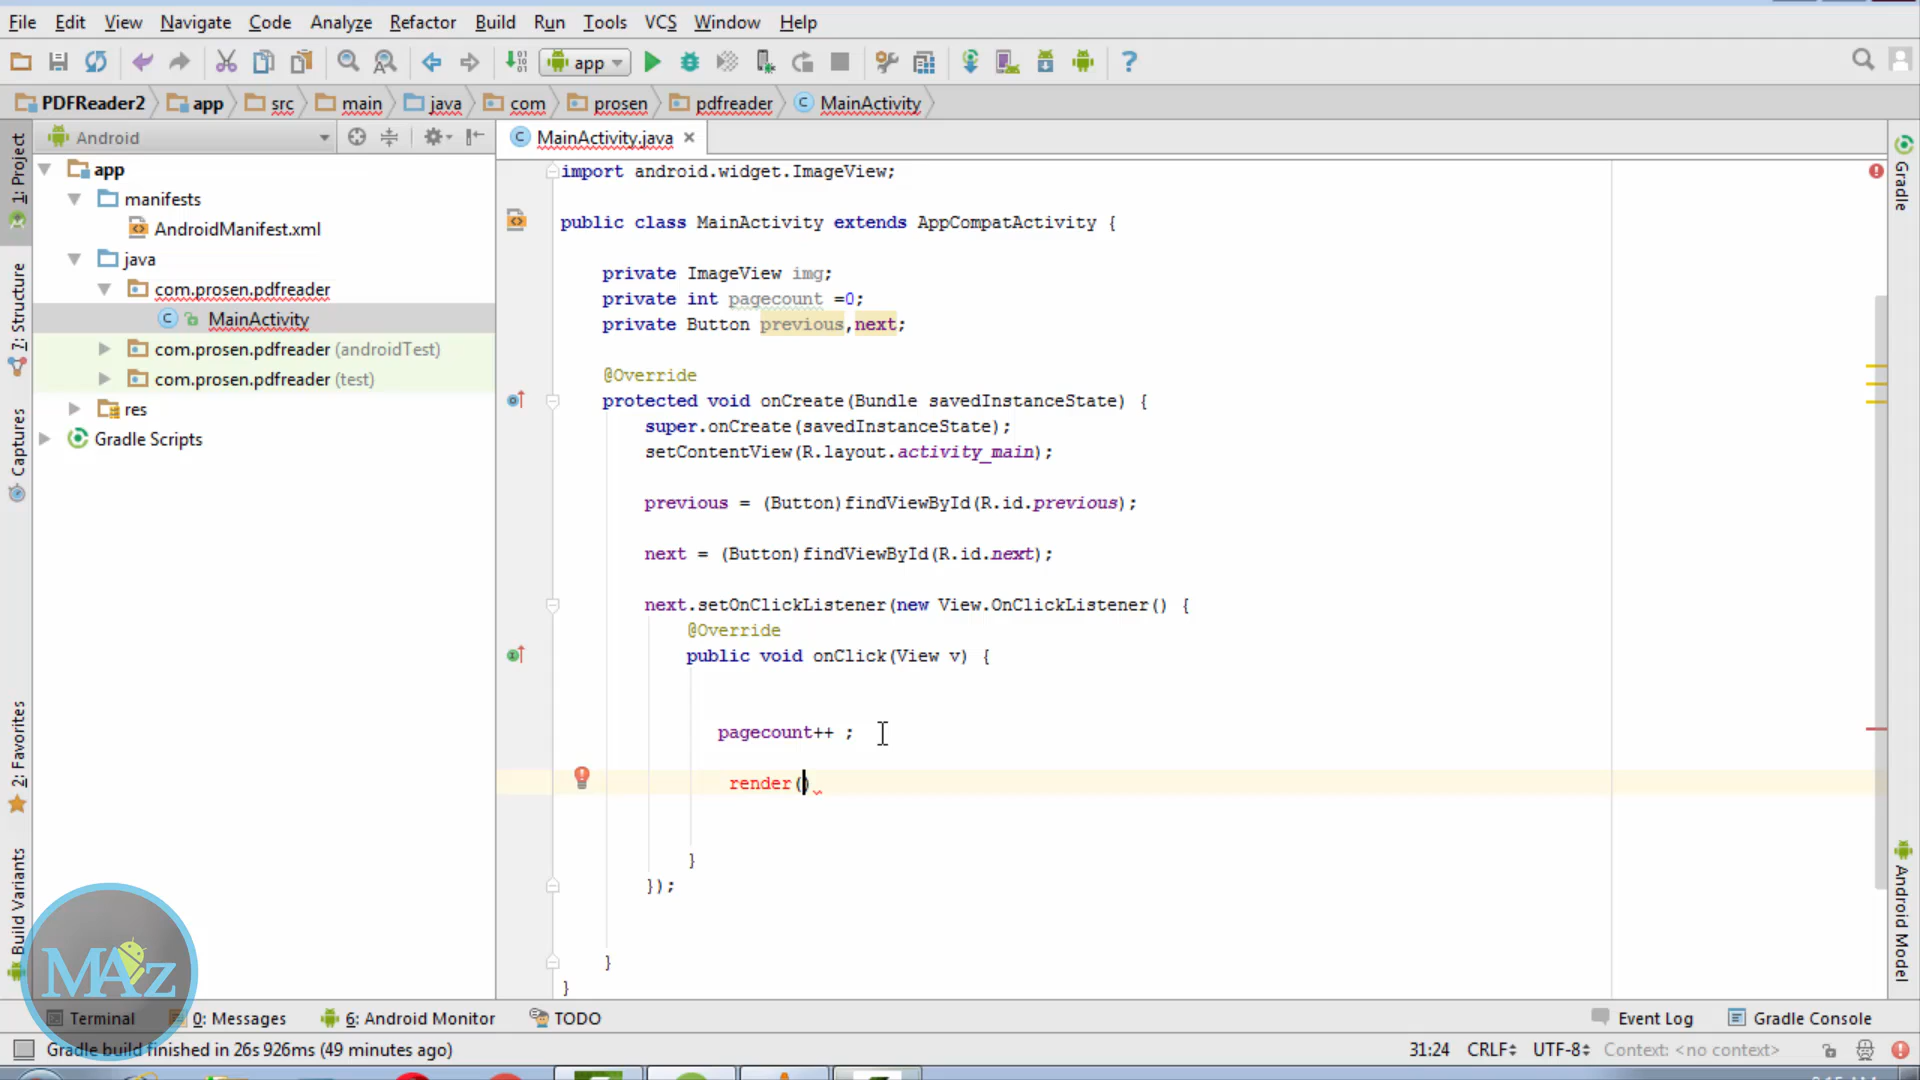 File Edit View Navigate Code Analyze Refactor Build Run Tools VCS Window Help
app
PDFReader2 app src main java com prosen pdfreader MainActivity
Android
MainActivity.java
1: Project
7: Structure
Captures
2: Favorites
Build Variants
app
manifests
AndroidManifest.xml
java
com.prosen.pdfreader
MainActivity
com.prosen.pdfreader (androidTest)
com.prosen.pdfreader (test)
res
Gradle Scripts
import android.widget.ImageView;
public class MainActivity extends AppCompatActivity {
private ImageView img;
private int pagecount =0;
private Button previous,next;
@Override
protected void onCreate(Bundle savedInstanceState) {
super.onCreate(savedInstanceState);
setContentView(R.layout.activity_main);
previous = (Button)findViewById(R.id.previous);
next = (Button)findViewById(R.id.next);
next.setOnClickListener(new View.OnClickListener() {
@Override
public void onClick(View v) {
pagecount++ ;
render()
}
});
}
}
Gradle
Android Model
MAz
Terminal 0: Messages 6: Android Monitor TODO Event Log Gradle Console
Gradle build finished in 26s 926ms (49 minutes ago) 31:24 CRLF UTF-8 Context: <no context>